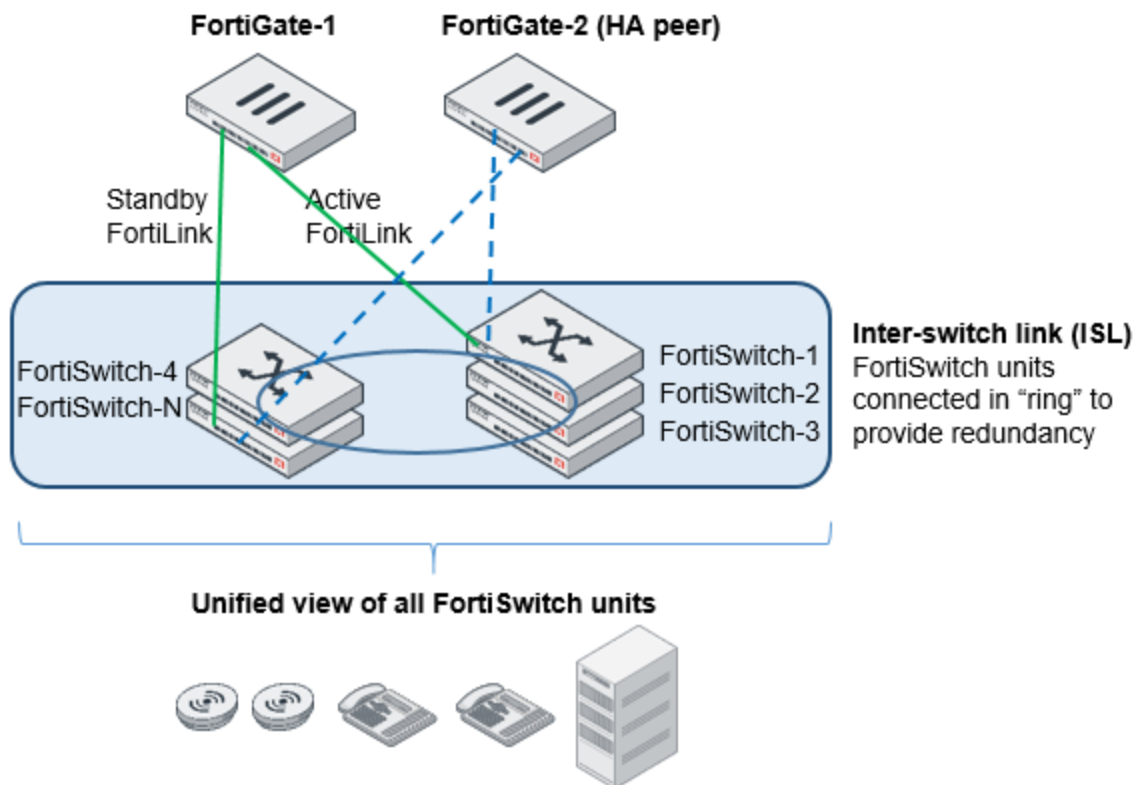 FortiGate-1
FortiGate-2 (HA peer)
Standby
FortiLink
Active
FortiLink
FortiSwitch-4
FortiSwitch-N
FortiSwitch-1
FortiSwitch-2
FortiSwitch-3
Inter-switch link (ISL)
FortiSwitch units
connected in “ring” to
provide redundancy
Unified view of all FortiSwitch units